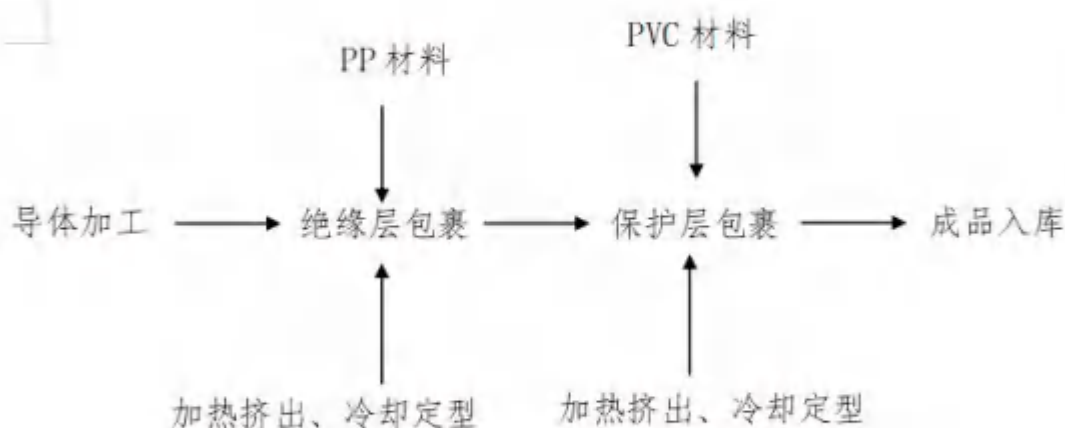 PP 材料
PVC 材料
导体加工
绝缘层包裹
保护层包裹
成品入库
加热挤出、冷却定型
加热挤出、冷却定型